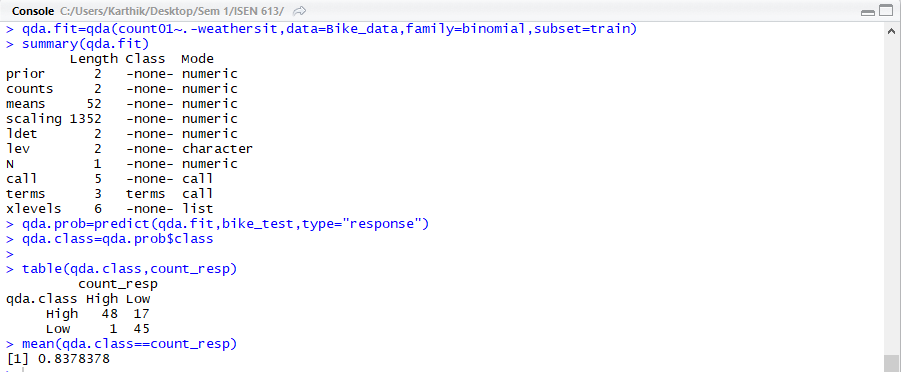 Console C:/Users/Karthik/Desktop/Sem 1/ISEN 613/
> qda.fit=qda(count01~.-weathersit,data=Bike_data,family=binomial,subset=train)
> summary(qda.fit)
        Length Class  Mode
prior      2   -none- numeric
counts     2   -none- numeric
means     52   -none- numeric
scaling 1352   -none- numeric
ldet       2   -none- numeric
lev        2   -none- character
N          1   -none- numeric
call       5   -none- call
terms      3   terms  call
xlevels    6   -none- list
> qda.prob=predict(qda.fit,bike_test,type="response")
> qda.class=qda.prob$class
>
> table(qda.class,count_resp)
         count_resp
qda.class High Low
     High   48  17
     Low     1  45
> mean(qda.class==count_resp)
[1] 0.8378378
>